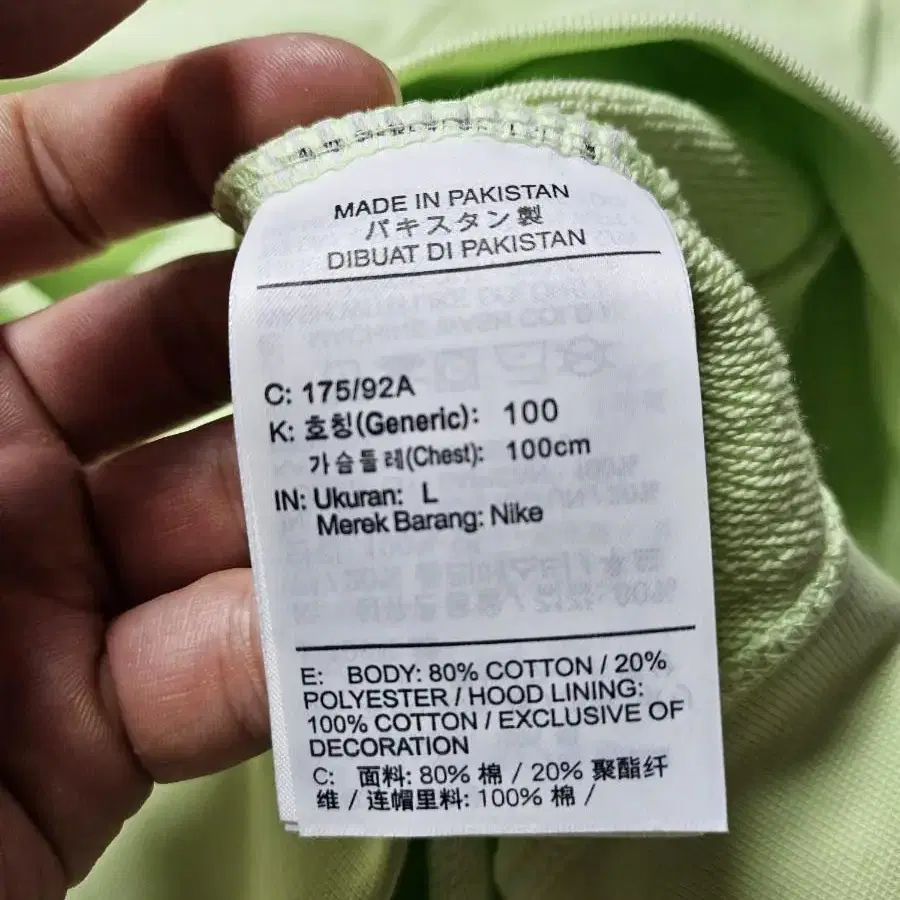 MADE IN PAKISTAN
パキスタン製
DIBUAT DI PAKISTAN
C: 175/92A
K: 호칭(Generic): 100
가슴둘레(Chest): 100cm
IN: Ukuran: L
Merek Barang: Nike
E: BODY: 80% COTTON / 20%
POLYESTER / HOOD LINING:
100% COTTON / EXCLUSIVE OF
DECORATION
C: 面料: 80% 棉 / 20% 聚酯纤
维 / 连帽里料: 100% 棉 /